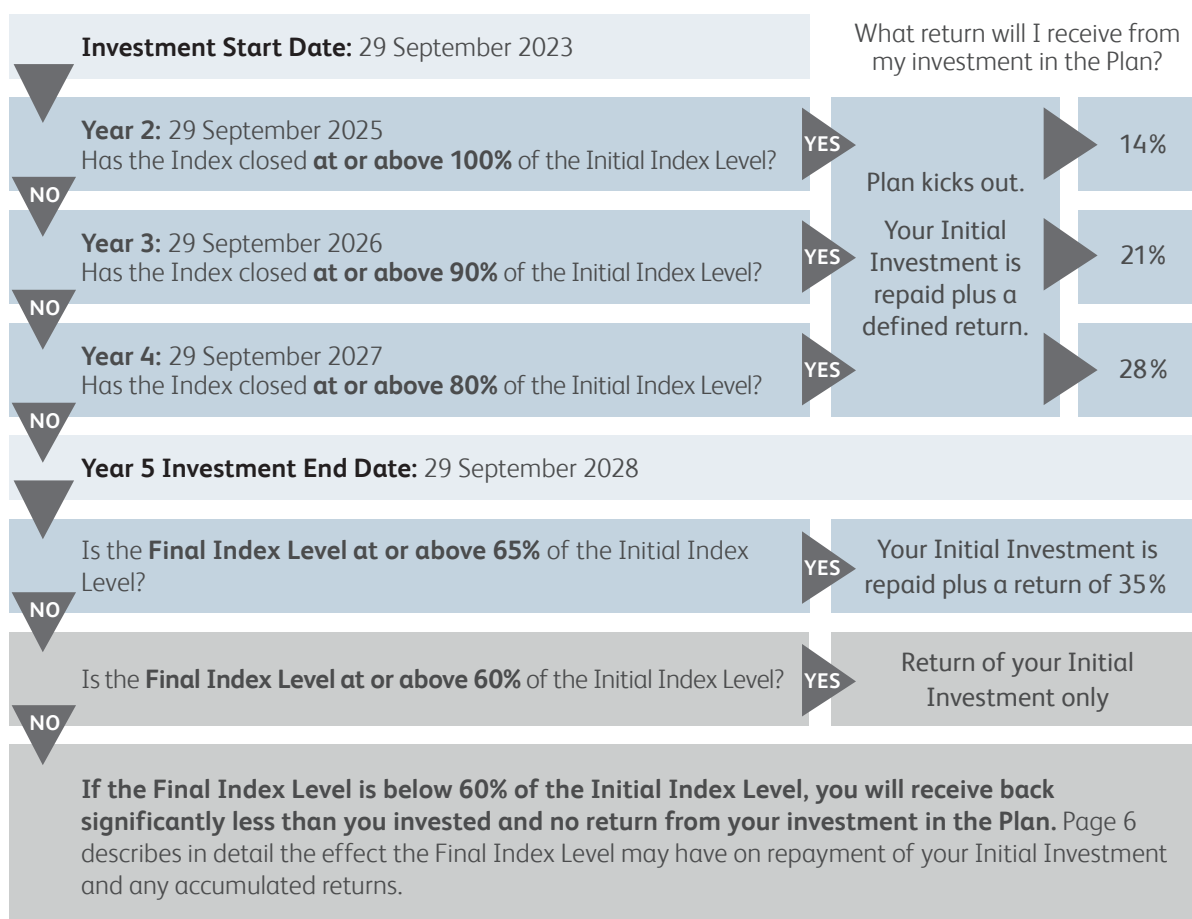 Investment Start Date: 29 September 2023
What return will I receive from
my investment in the Plan?
Year 2: 29 September 2025
Has the Index closed at or above 100% of the Initial Index Level?
YES
14%
NO
Year 3: 29 September 2026
Has the Index closed at or above 90% of the Initial Index Level?
YES
21%
NO
Year 4: 29 September 2027
Has the Index closed at or above 80% of the Initial Index Level?
YES
28%
Plan kicks out.
Your Initial
Investment is
repaid plus a
defined return.
NO
Year 5 Investment End Date: 29 September 2028
Is the Final Index Level at or above 65% of the Initial Index
Level?
YES
Your Initial Investment is
repaid plus a return of 35%
NO
Is the Final Index Level at or above 60% of the Initial Index Level?
YES
Return of your Initial
Investment only
NO
If the Final Index Level is below 60% of the Initial Index Level, you will receive back
significantly less than you invested and no return from your investment in the Plan. Page 6
describes in detail the effect the Final Index Level may have on repayment of your Initial Investment
and any accumulated returns.